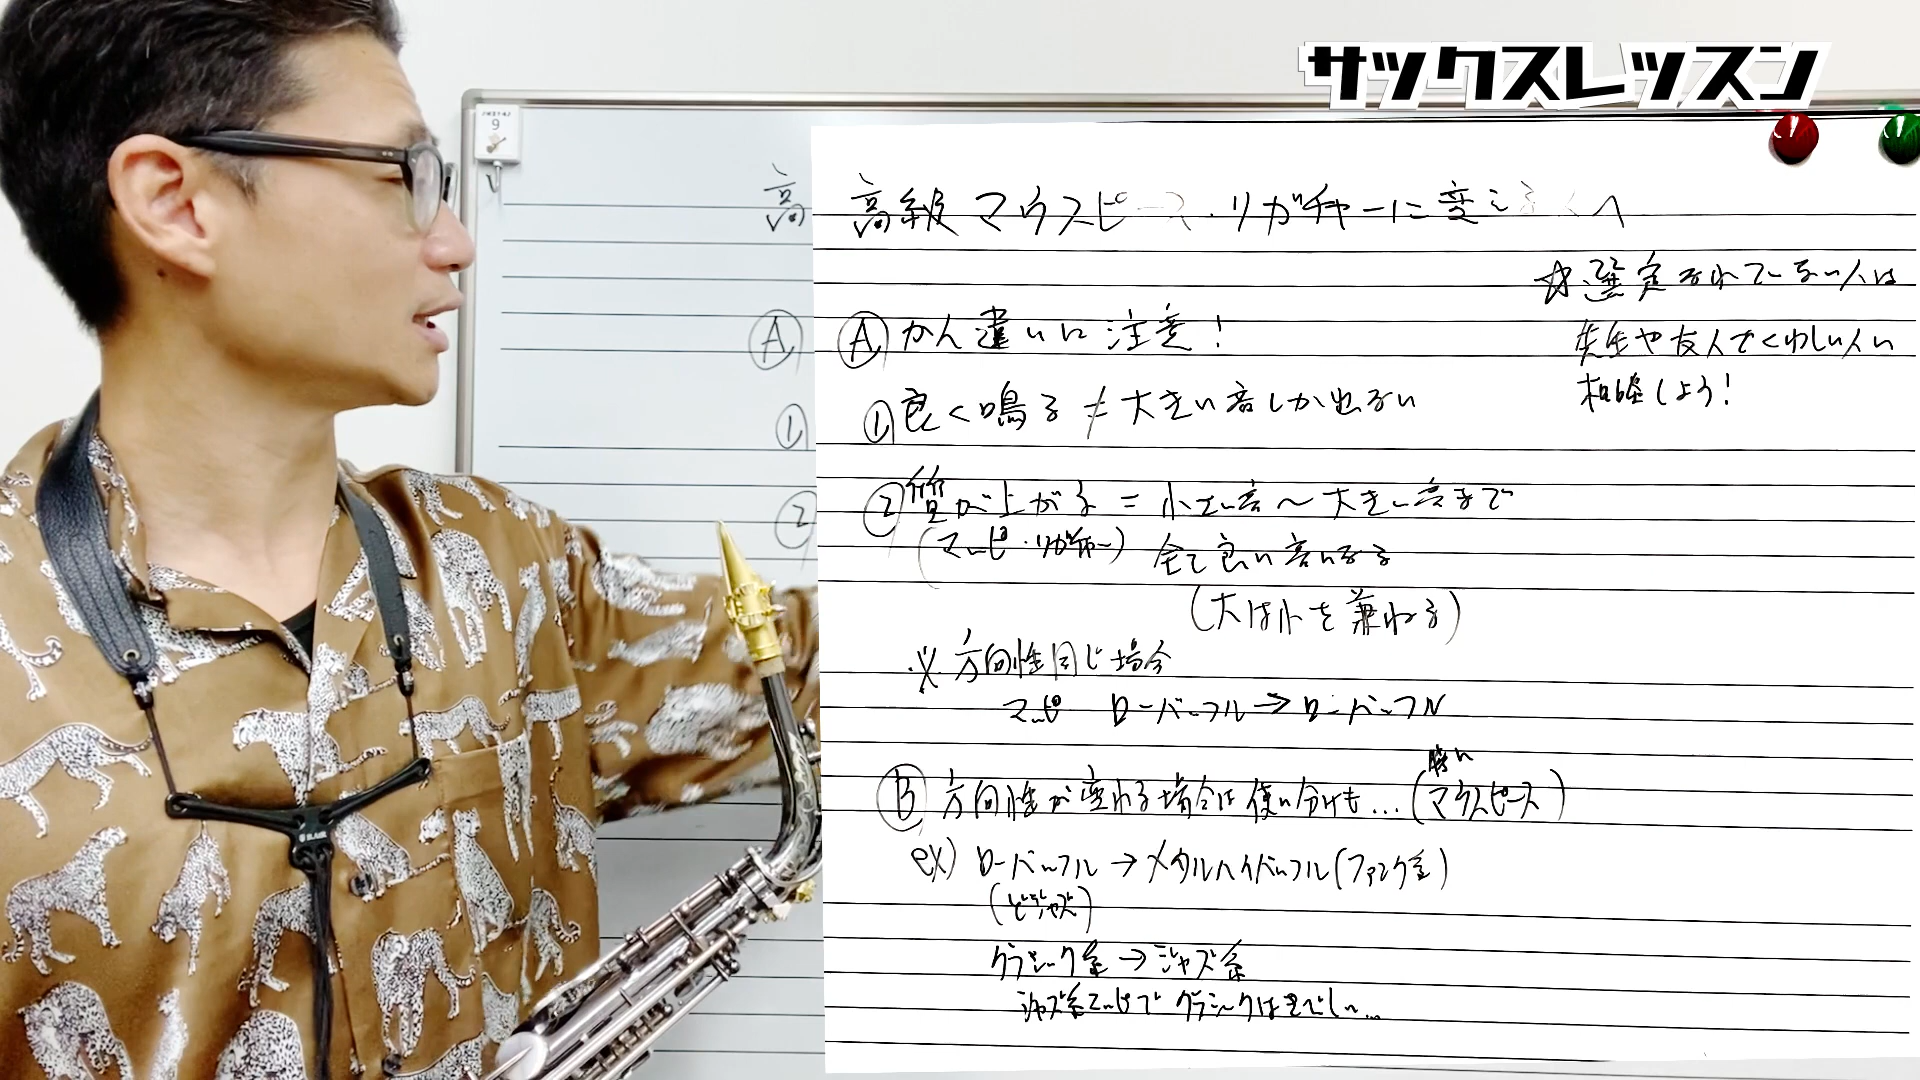 サックスレッスン
高級マウスピース・リガチャーに変える人へ
☆選定されていない人は
先生や友人でくわしい人に
相談しよう!
Ⓐかん違いに注意!
①良く鳴る≠大きい音しか出ない
②質が上がる=小さい音〜大きい音まで
(マッピ・リガチャー) 全て良い音になる
(大は小を兼ねる)
※方向性同じ場合
マッピ ローバッフル→ローバッフル
特に
Ⓑ方向性が変わる場合は使い分けも…(マウスピース)
ex) ローバッフル→メタルハイバッフル(ファンク系)
(ビジャズ)
クラシック系→ジャズ系
ジャズ系マッピでクラシックはきびしい…
高
Ⓐ
①
②
9